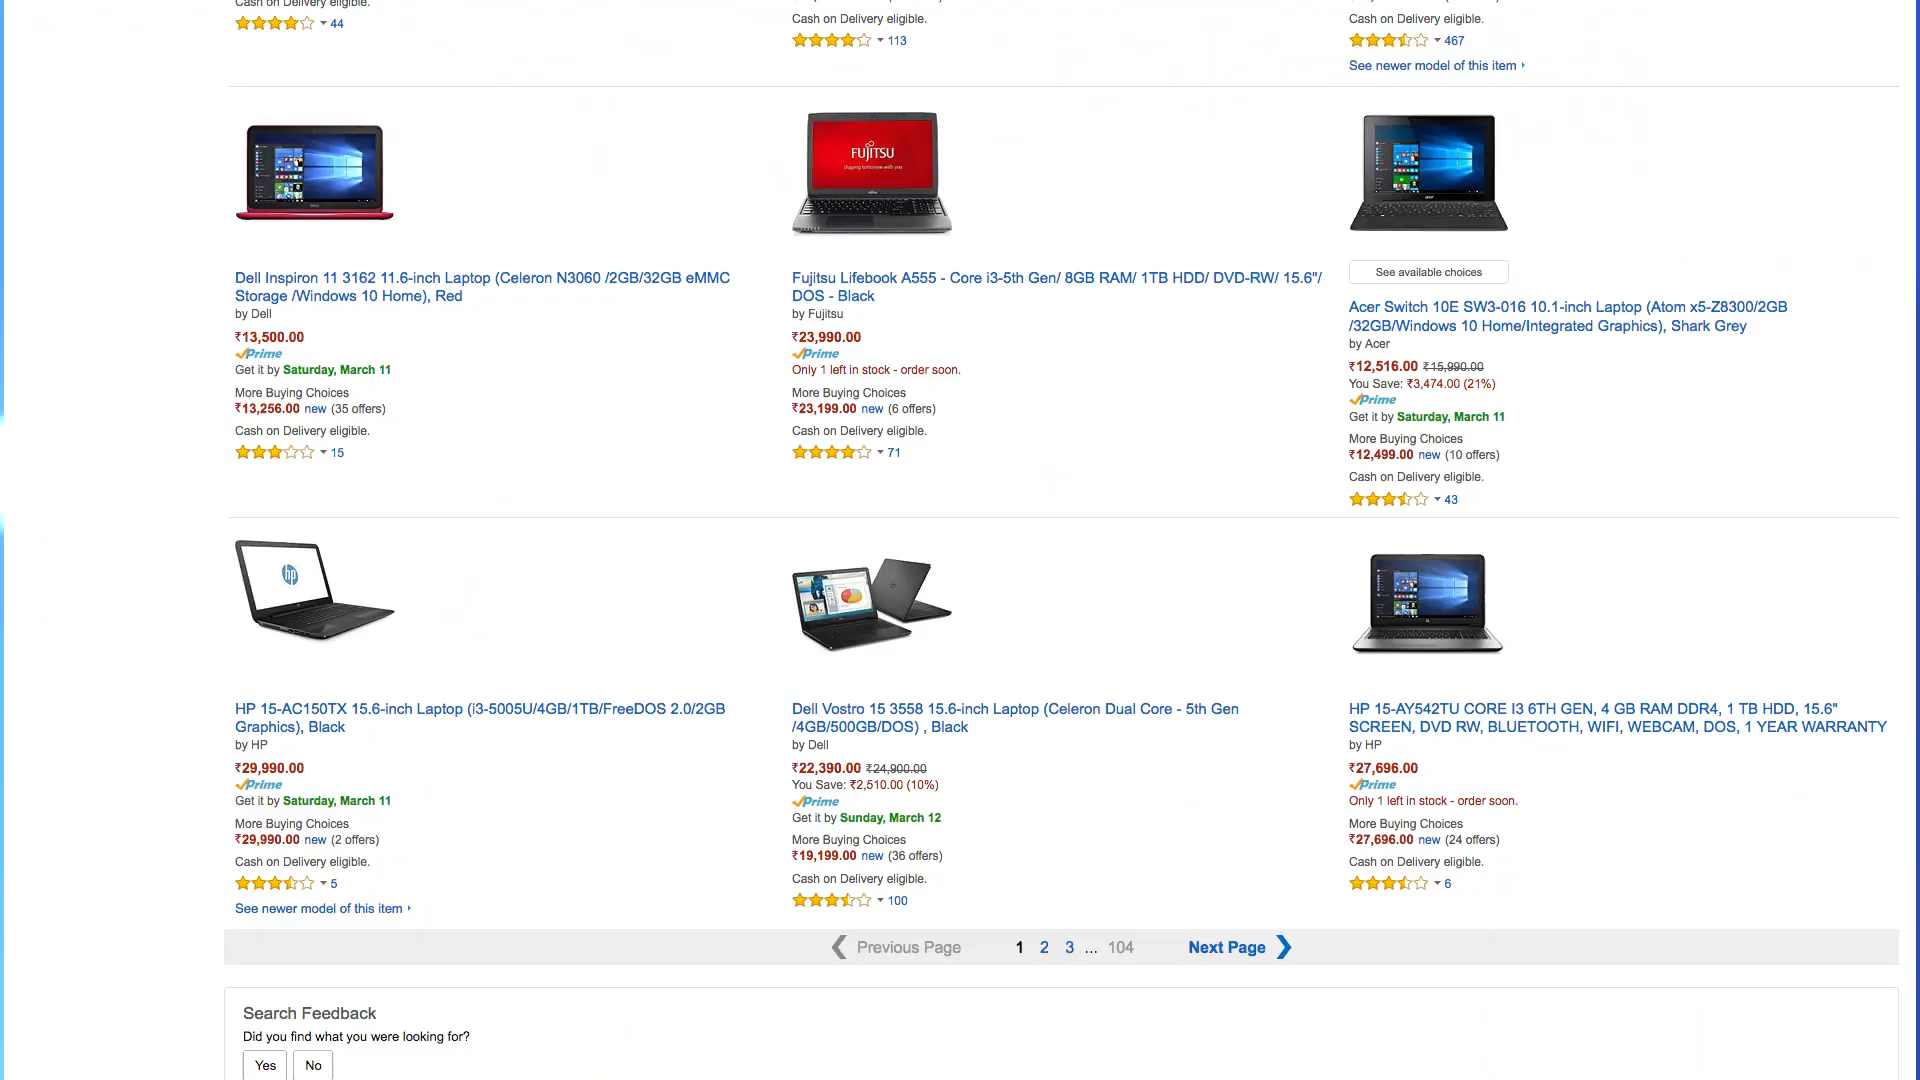 Cash on Delivery eligible.
44
Cash on Delivery eligible.
113
Cash on Delivery eligible.
467
See newer model of this item
FUJITSU
shaping tomorrow with you
Dell Inspiron 11 3162 11.6-inch Laptop (Celeron N3060 /2GB/32GB eMMC
Storage /Windows 10 Home), Red
by Dell
₹13,500.00
Prime
Get it by Saturday, March 11
More Buying Choices
₹13,256.00 new (35 offers)
Cash on Delivery eligible.
15
Fujitsu Lifebook A555 - Core i3-5th Gen/ 8GB RAM/ 1TB HDD/ DVD-RW/ 15.6"/
DOS - Black
by Fujitsu
₹23,990.00
Prime
Only 1 left in stock - order soon.
More Buying Choices
₹23,199.00 new (6 offers)
Cash on Delivery eligible.
71
See available choices
Acer Switch 10E SW3-016 10.1-inch Laptop (Atom x5-Z8300/2GB
/32GB/Windows 10 Home/Integrated Graphics), Shark Grey
by Acer
₹12,516.00 ₹15,990.00
You Save: ₹3,474.00 (21%)
Prime
Get it by Saturday, March 11
More Buying Choices
₹12,499.00 new (10 offers)
Cash on Delivery eligible.
43
hp
HP 15-AC150TX 15.6-inch Laptop (i3-5005U/4GB/1TB/FreeDOS 2.0/2GB
Graphics), Black
by HP
₹29,990.00
Prime
Get it by Saturday, March 11
More Buying Choices
₹29,990.00 new (2 offers)
Cash on Delivery eligible.
5
See newer model of this item
Dell Vostro 15 3558 15.6-inch Laptop (Celeron Dual Core - 5th Gen
/4GB/500GB/DOS) , Black
by Dell
₹22,390.00 ₹24,900.00
You Save: ₹2,510.00 (10%)
Prime
Get it by Sunday, March 12
More Buying Choices
₹19,199.00 new (36 offers)
Cash on Delivery eligible.
100
HP 15-AY542TU CORE I3 6TH GEN, 4 GB RAM DDR4, 1 TB HDD, 15.6"
SCREEN, DVD RW, BLUETOOTH, WIFI, WEBCAM, DOS, 1 YEAR WARRANTY
by HP
₹27,696.00
Prime
Only 1 left in stock - order soon.
More Buying Choices
₹27,696.00 new (24 offers)
Cash on Delivery eligible.
6
Previous Page 1 2 3 ... 104 Next Page
Search Feedback
Did you find what you were looking for?
Yes No